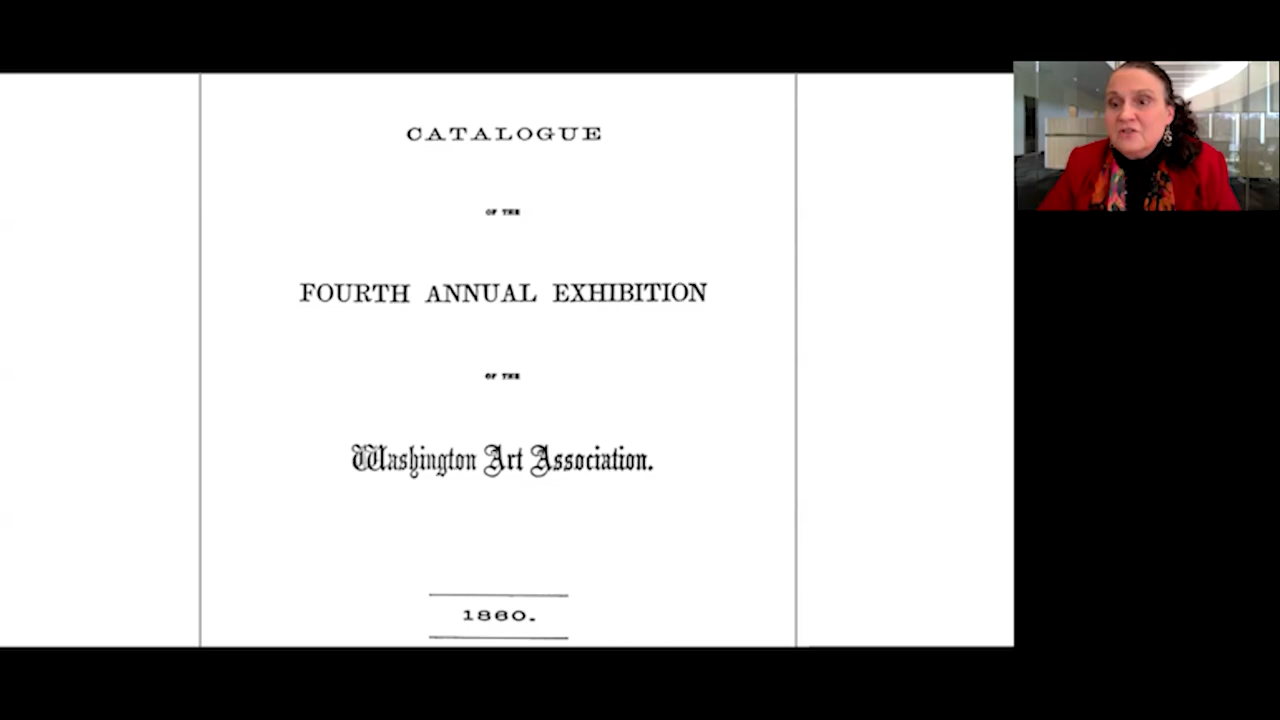 CATALOGUE
OF THE
FOURTH ANNUAL EXHIBITION
OF THE
Washington Art Association.
1860.